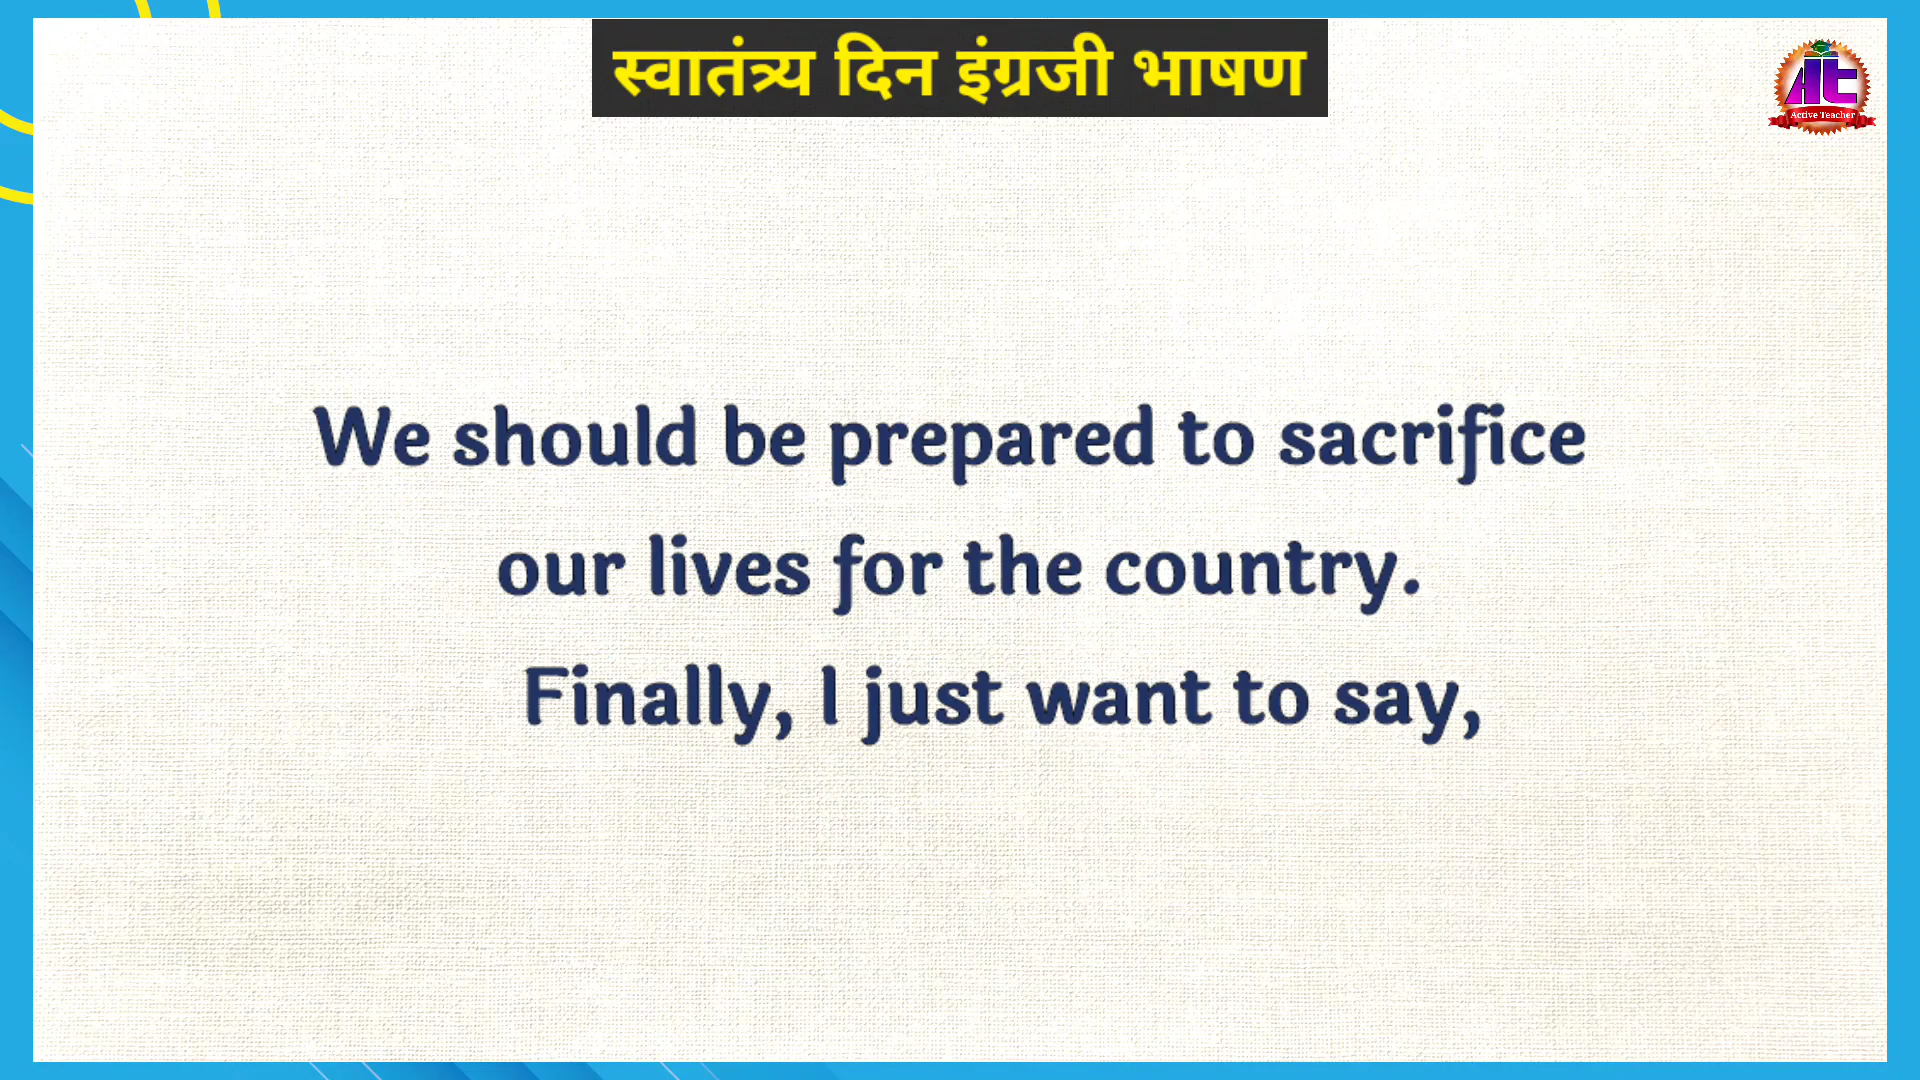 स्वातंत्र्य दिन इंग्रजी भाषण
At
Active Teacher
We should be prepared to sacrifice
our lives for the country.
Finally, I just want to say,